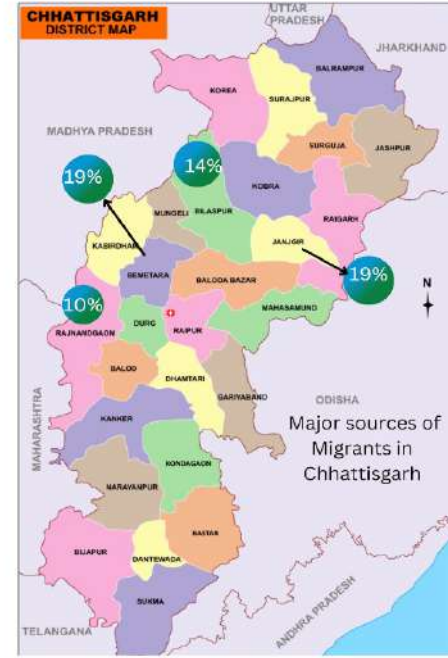 CHHATTISGARH
DISTRICT MAP
UTTAR
PRADESH
JHARKHAND
BALRAMPUR
KOREA
SURAJPUR
MADHYA PRADESH
SURGUJA
JASHPUR
14%
19%
KOBRA
MUNGELI
BILASPUR
RAIGARH
KABIRDHAM
JANJGIR
BEMETARA
BALODA BAZAR
19%
N
10%
MAHASAMUND
RAJNANDGAON
DURG
RAIPUR
BALOD
DHAMTARI
GARIYABAND
ODISHA
MAHARASHTRA
KANKER
Major sources of
Migrants in
Chhattisgarh
KONDAGAON
NARAYANPUR
BASTAR
BIJAPUR
DANTEWADA
SUKMA
TELANGANA
ANDHRA PRADESH